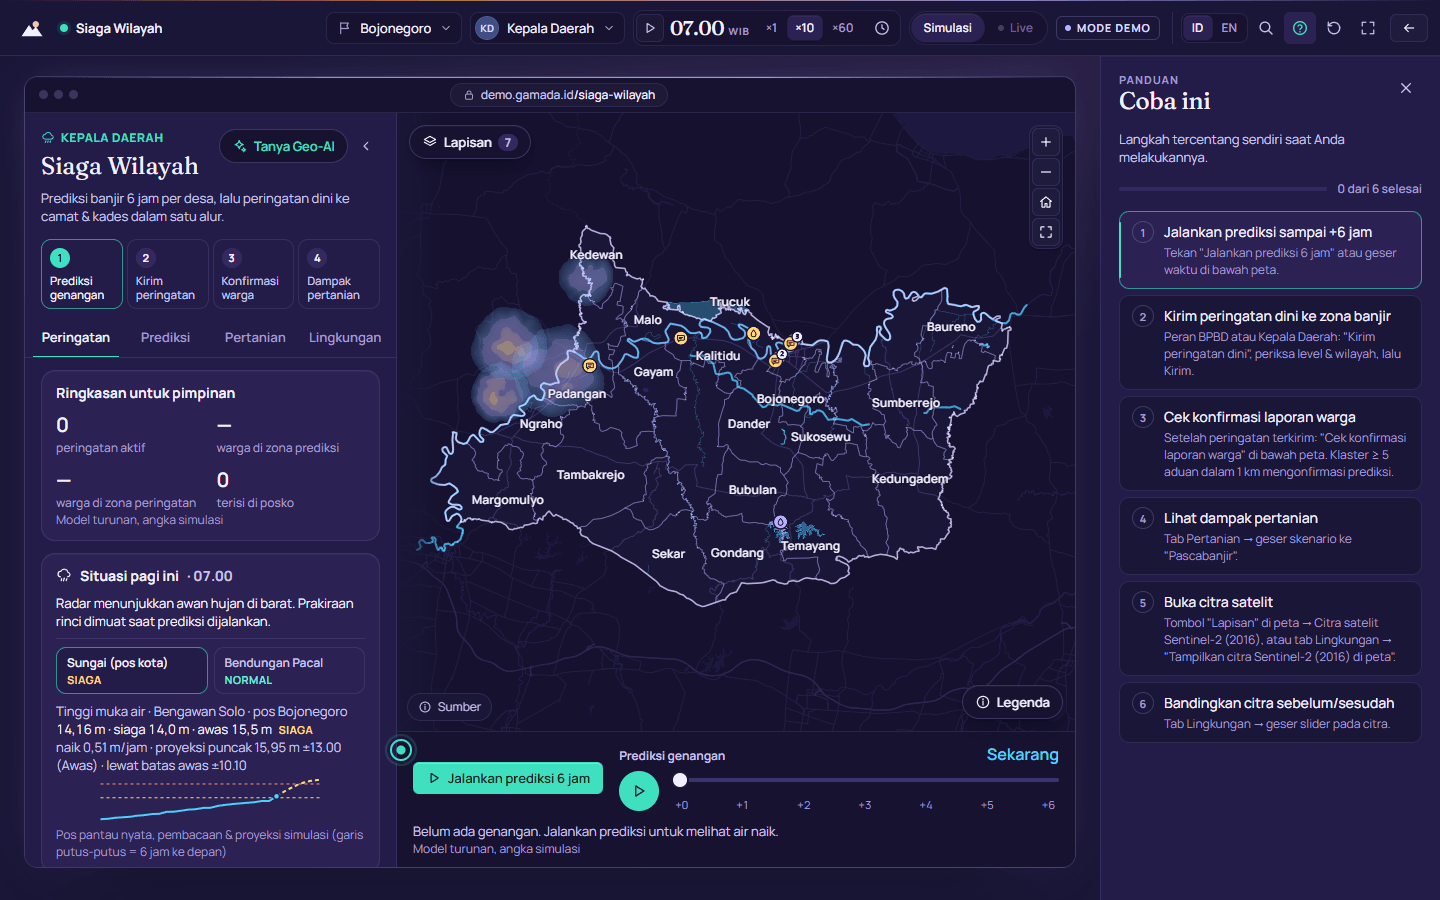 Siaga Wilayah
Bojonegoro
KD Kepala Daerah
07.00 WIB
×1 ×10 ×60
Simulasi
Live
MODE DEMO
ID EN
demo.gamada.id/siaga-wilayah
KEPALA DAERAH
Siaga Wilayah
Tanya Geo-AI
Prediksi banjir 6 jam per desa, lalu peringatan dini ke
camat & kades dalam satu alur.
1
Prediksi
genangan
2
Kirim
peringatan
3
Konfirmasi
warga
4
Dampak
pertanian
Peringatan Prediksi Pertanian Lingkungan
Ringkasan untuk pimpinan
0
peringatan aktif
—
warga di zona prediksi
—
warga di zona peringatan
0
terisi di posko
Model turunan, angka simulasi
Situasi pagi ini · 07.00
Radar menunjukkan awan hujan di barat. Prakiraan
rinci dimuat saat prediksi dijalankan.
Sungai (pos kota)
SIAGA
Bendungan Pacal
NORMAL
Tinggi muka air · Bengawan Solo · pos Bojonegoro
14,16 m · siaga 14,0 m · awas 15,5 m SIAGA
naik 0,51 m/jam · proyeksi puncak 15,95 m ±13.00
(Awas) · lewat batas awas ±10.10
Pos pantau nyata, pembacaan & proyeksi simulasi (garis
putus-putus = 6 jam ke depan)
Lapisan 7
Kedewan
Trucuk
Malo
Baureno
Kalitidu
Gayam
Padangan
Bojonegoro
Sumberrejo
Ngraho
Dander
Sukosewu
Tambakrejo
Kedungadem
Bubulan
Margomulyo
Sekar
Gondang
Temayang
3
2
Sumber
Legenda
Jalankan prediksi 6 jam
Prediksi genangan
Sekarang
+0 +1 +2 +3 +4 +5 +6
Belum ada genangan. Jalankan prediksi untuk melihat air naik.
Model turunan, angka simulasi
PANDUAN
Coba ini
Langkah tercentang sendiri saat Anda
melakukannya.
0 dari 6 selesai
1
Jalankan prediksi sampai +6 jam
Tekan "Jalankan prediksi 6 jam" atau geser
waktu di bawah peta.
2
Kirim peringatan dini ke zona banjir
Peran BPBD atau Kepala Daerah: "Kirim
peringatan dini", periksa level & wilayah, lalu
Kirim.
3
Cek konfirmasi laporan warga
Setelah peringatan terkirim: "Cek konfirmasi
laporan warga" di bawah peta. Klaster ≥ 5
aduan dalam 1 km mengonfirmasi prediksi.
4
Lihat dampak pertanian
Tab Pertanian → geser skenario ke
"Pascabanjir".
5
Buka citra satelit
Tombol "Lapisan" di peta → Citra satelit
Sentinel-2 (2016), atau tab Lingkungan →
"Tampilkan citra Sentinel-2 (2016) di peta".
6
Bandingkan citra sebelum/sesudah
Tab Lingkungan → geser slider pada citra.